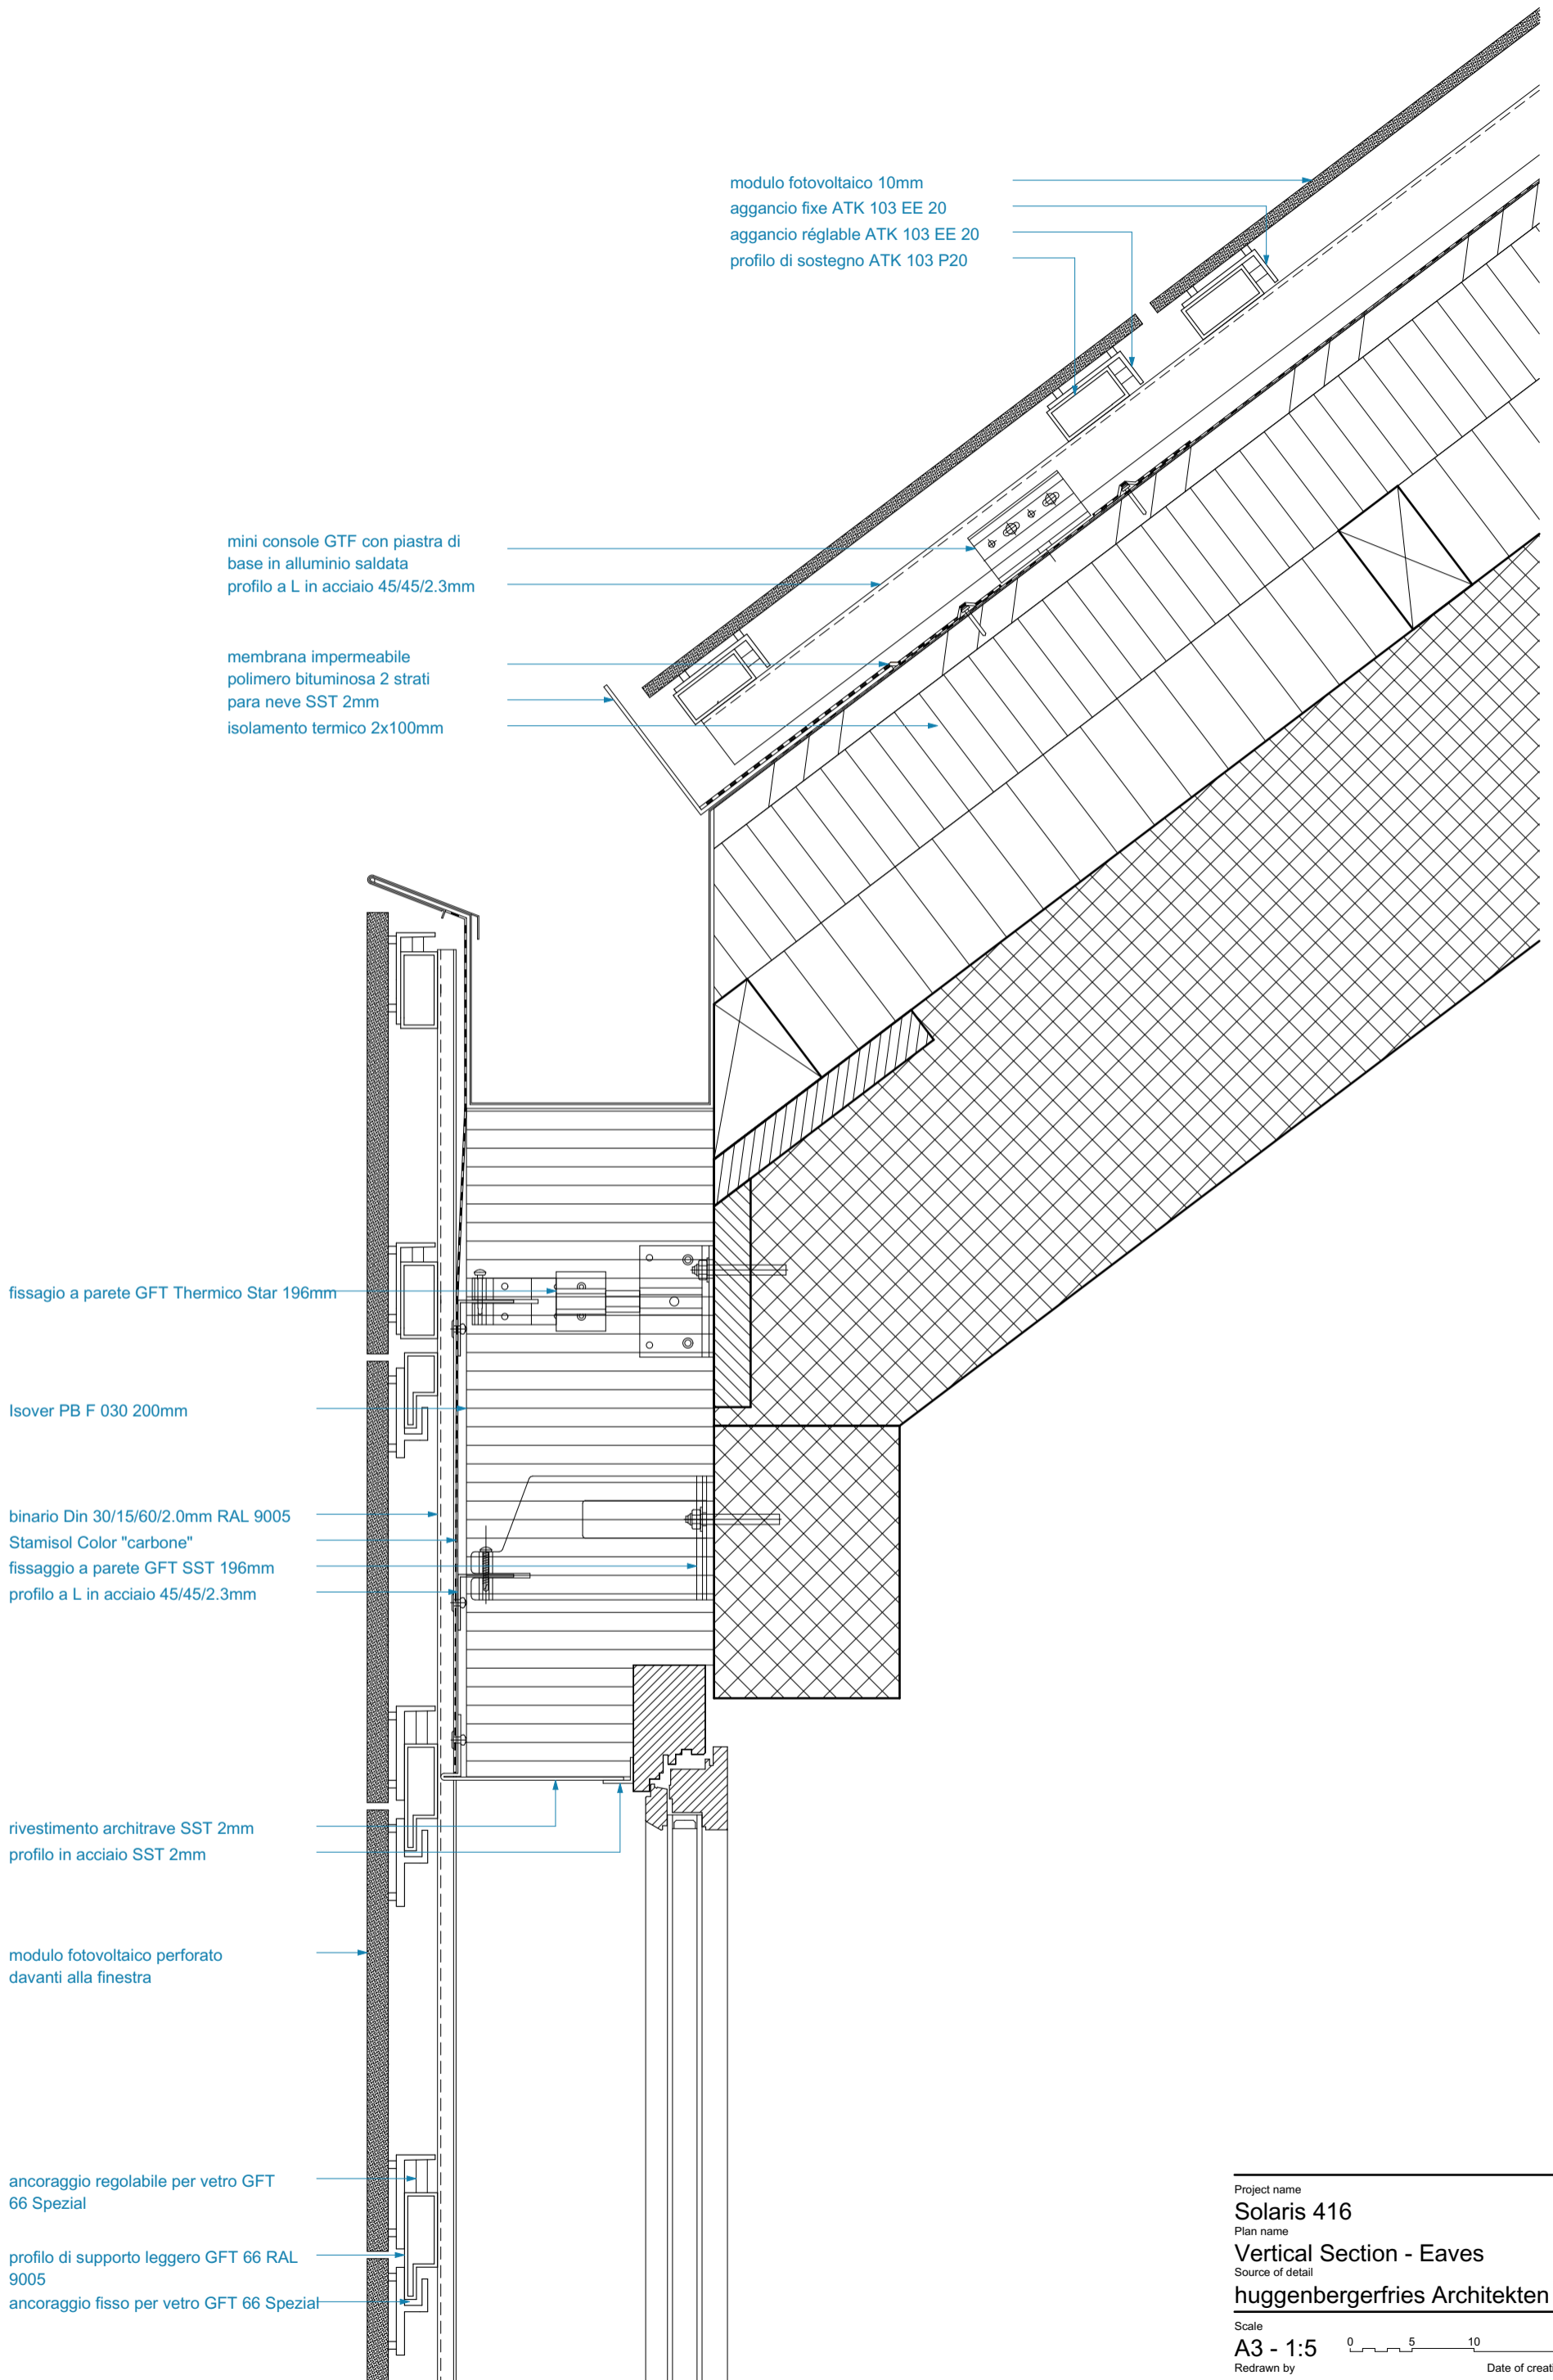 modulo fotovoltaico 10mm
aggancio fixe ATK 103 EE 20
aggancio réglable ATK 103 EE 20
profilo di sostegno ATK 103 P20
mini console GTF con piastra di
base in alluminio saldata
profilo a L in acciaio 45/45/2.3mm
membrana impermeabile
polimero bituminosa 2 strati
para neve SST 2mm
isolamento termico 2x100mm
fissagio a parete GFT Thermico Star 196mm
Isover PB F 030 200mm
binario Din 30/15/60/2.0mm RAL 9005
Stamisol Color "carbone"
fissaggio a parete GFT SST 196mm
profilo a L in acciaio 45/45/2.3mm
rivestimento architrave SST 2mm
profilo in acciaio SST 2mm
modulo fotovoltaico perforato
davanti alla finestra
ancoraggio regolabile per vetro GFT
66 Spezial
profilo di supporto leggero GFT 66 RAL
9005
ancoraggio fisso per vetro GFT 66 Spezial
Project name
Solaris 416
Plan name
Vertical Section - Eaves
Source of detail
huggenbergerfries Architekten
Scale
A3 - 1:5 0 5 10
Redrawn by